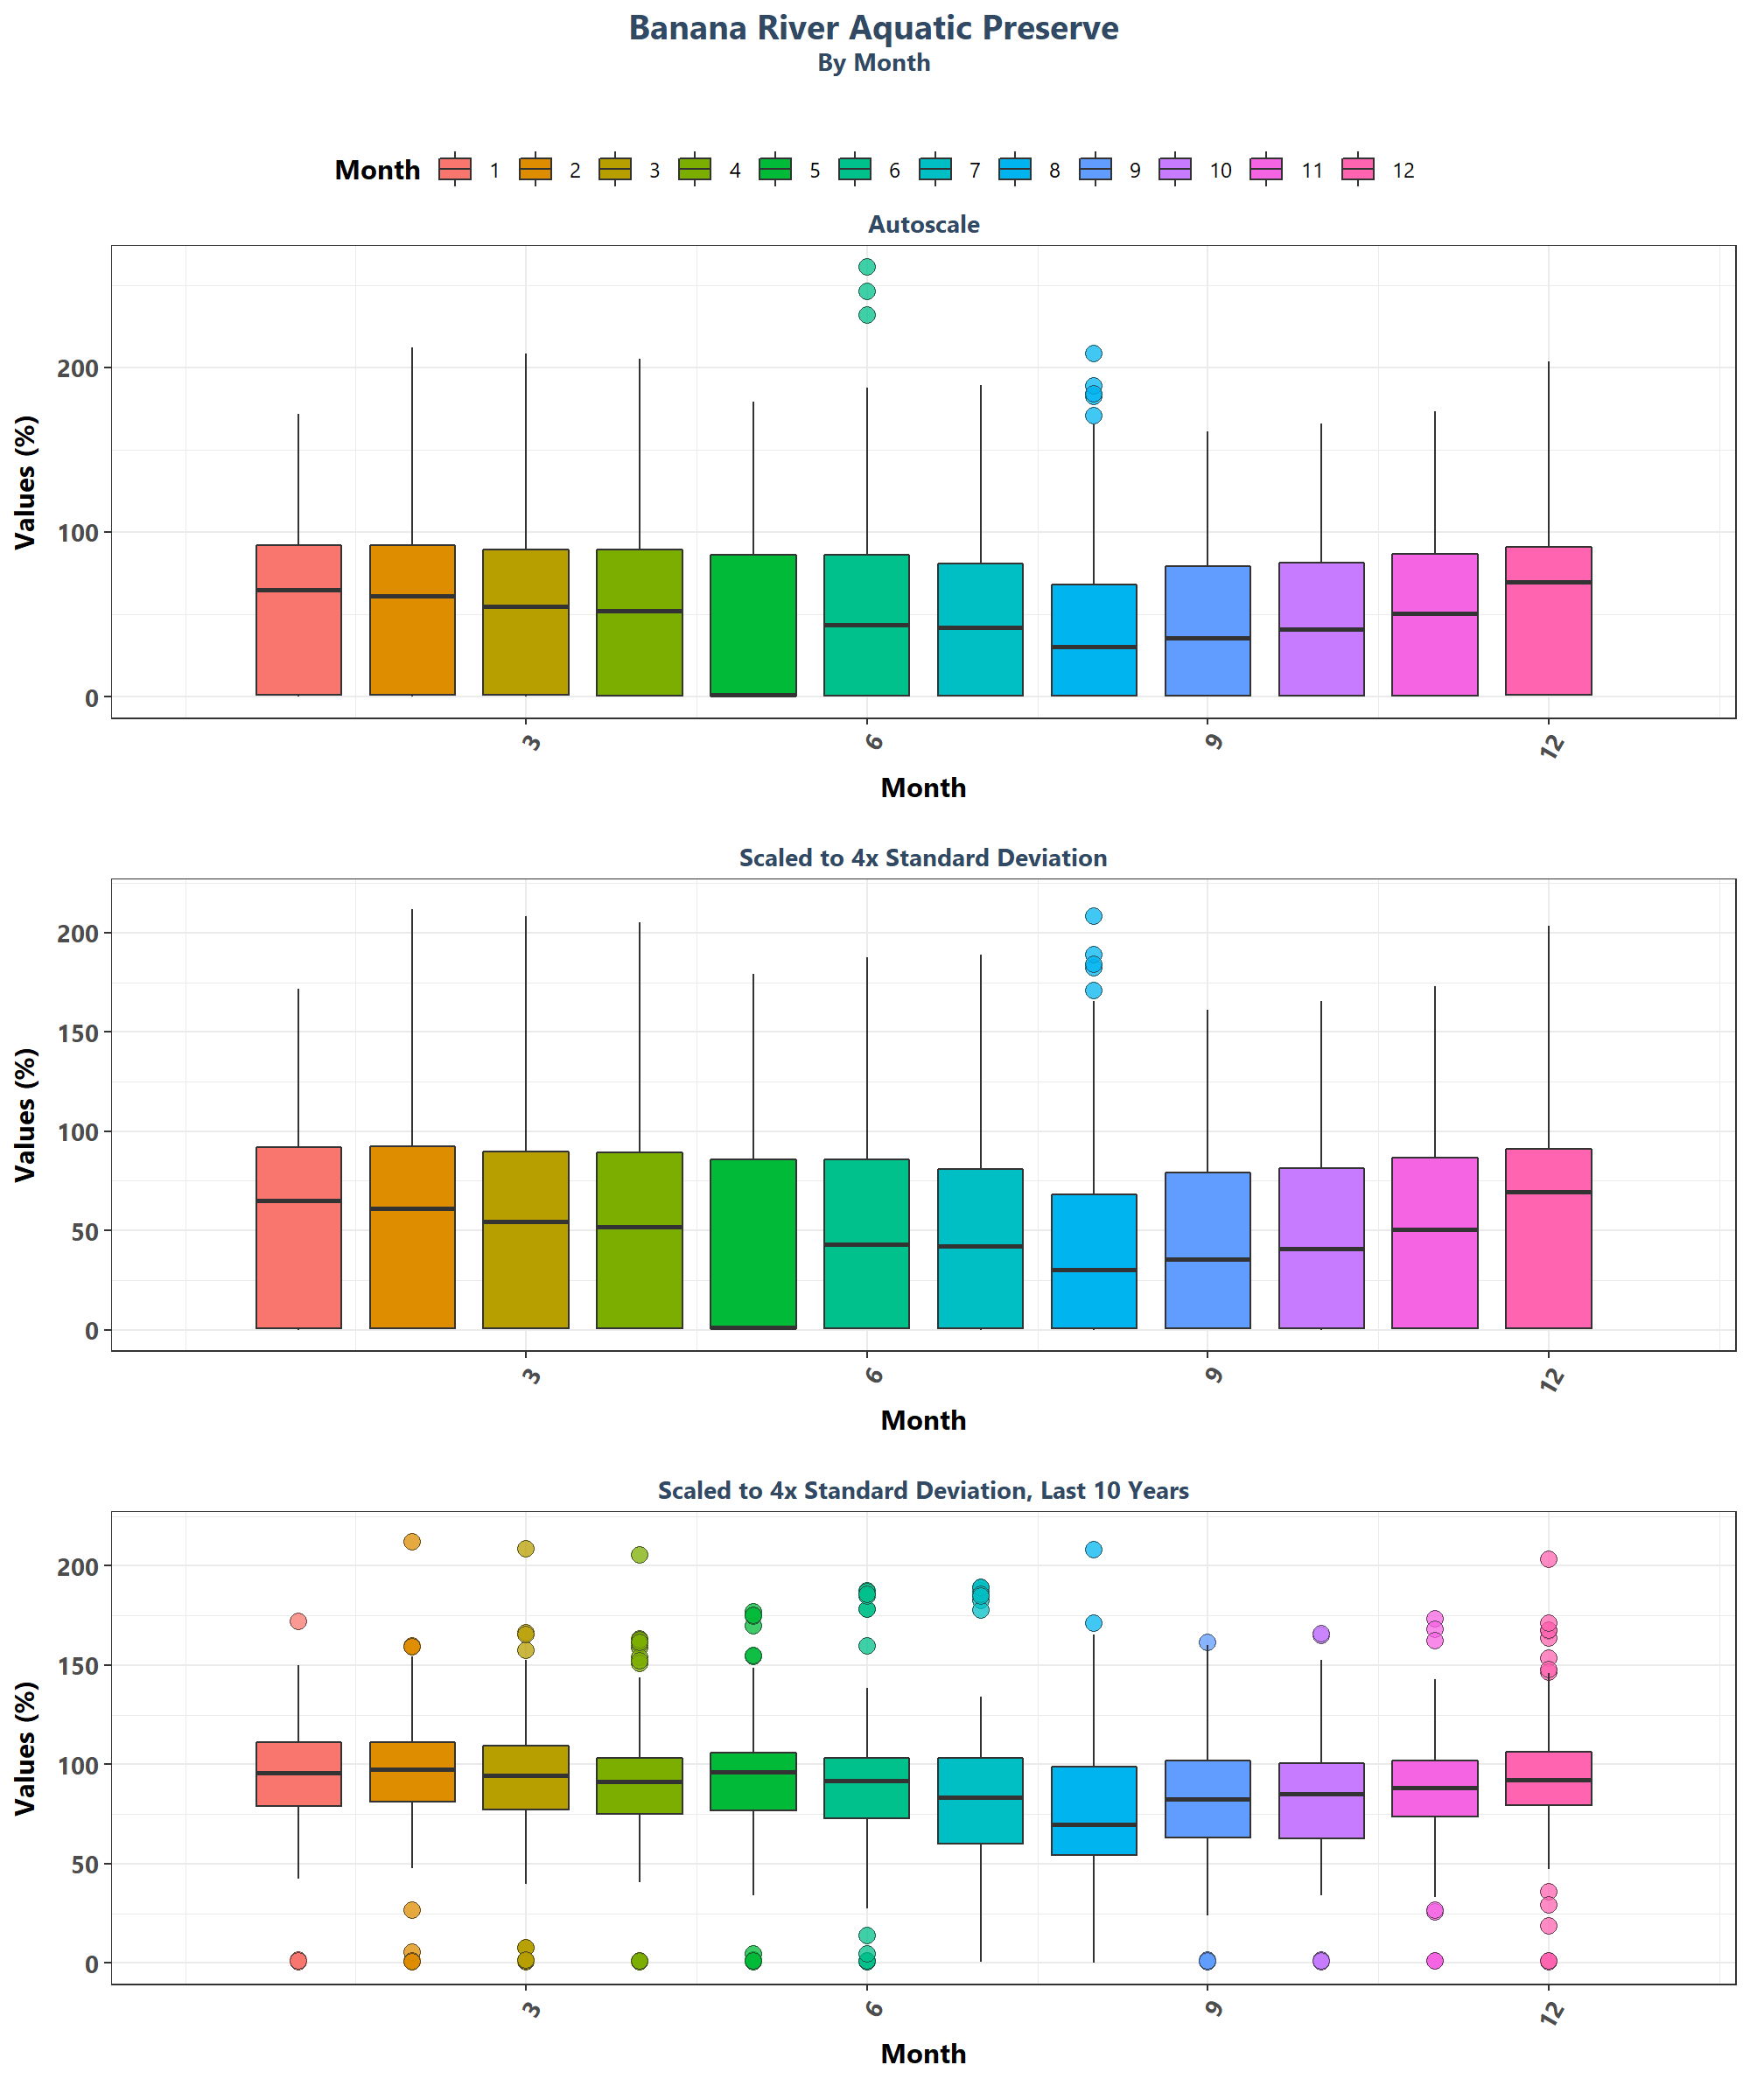 Banana River Aquatic Preserve
By Month
Month 1 2 3 4 5 6 7 8 9 10 11 12
Autoscale
Values (%)
200
100
0
3 6 9 12
Month
Scaled to 4x Standard Deviation
Values (%)
200
150
100
50
0
3 6 9 12
Month
Scaled to 4x Standard Deviation, Last 10 Years
Values (%)
200
150
100
50
0
3 6 9 12
Month